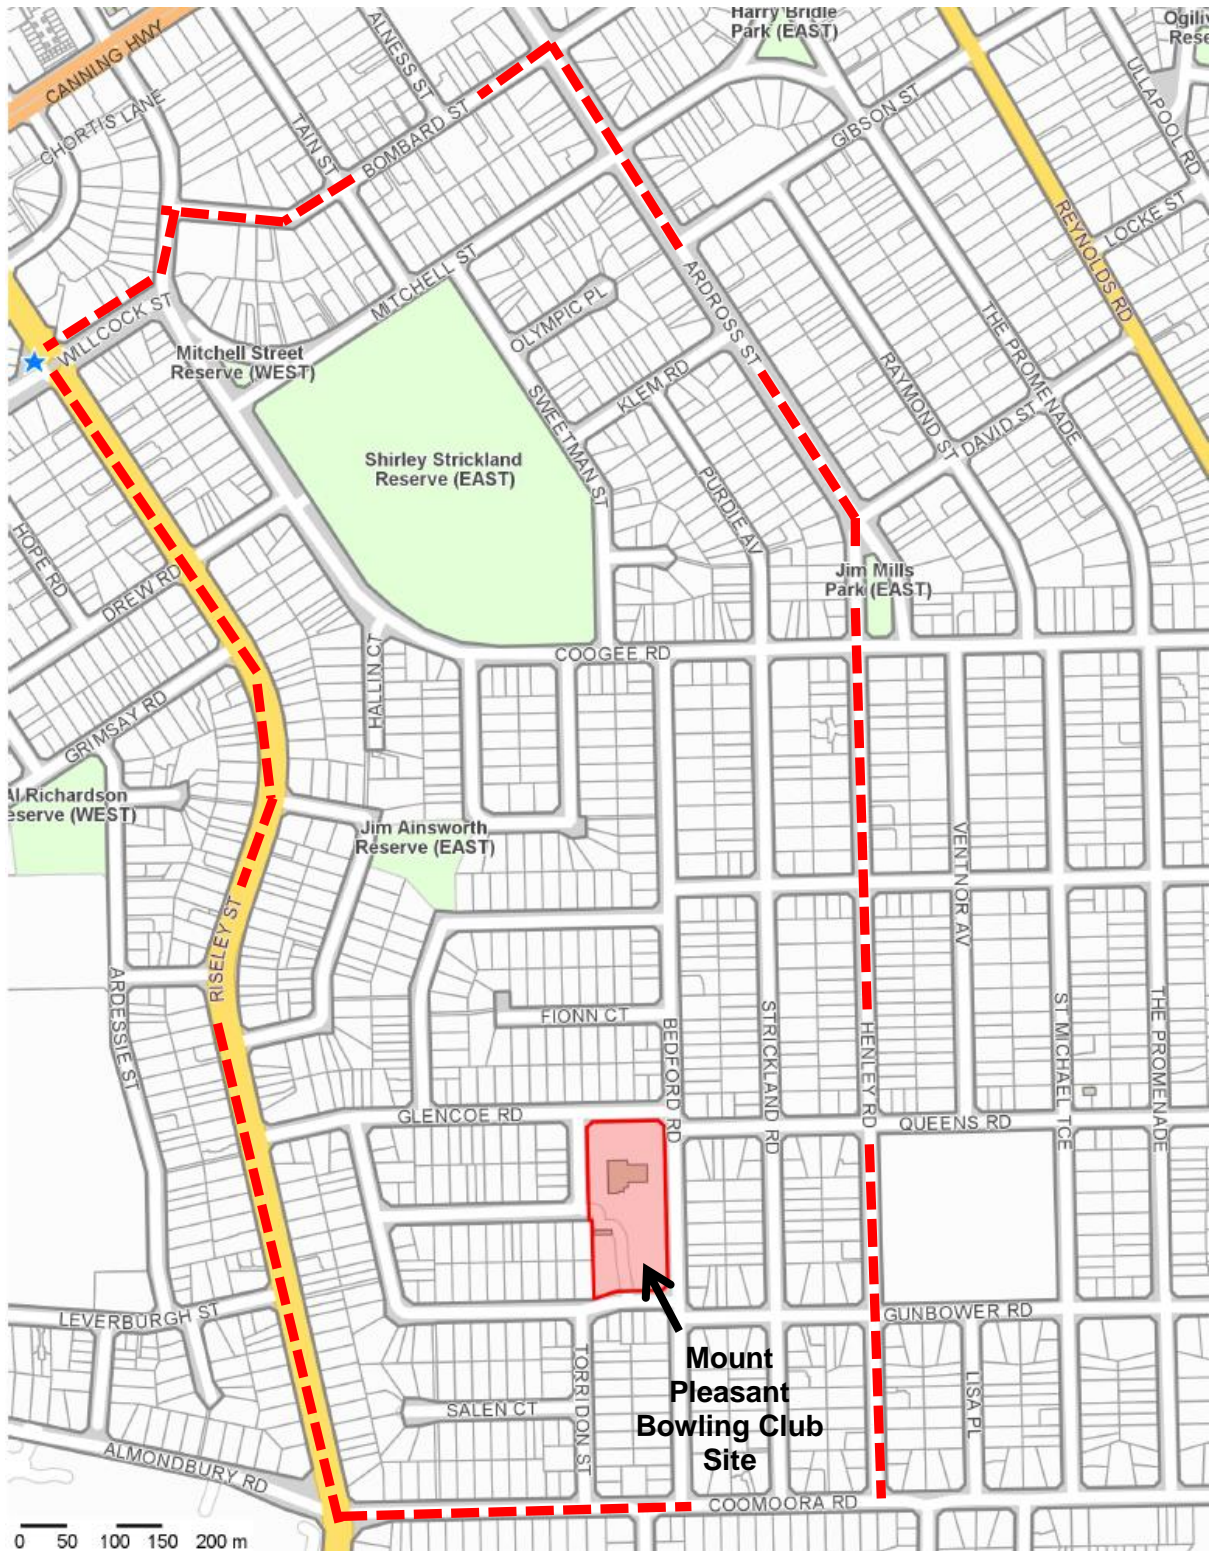 Harry Bridle
Park (EAST)
Ogiliv
Rese
CANNING HWY
ALNESS ST
CHORTIS LANE
TAIN ST
BOMBARD ST
GIBSON ST
ULLAPOOL RD
LOCKE ST
REYNOLDS RD
MITCHELL ST
ARDROSS ST
OLYMPIC PL
WILLCOCK ST
Mitchell Street
Reserve (WEST)
THE PROMENADE
KLEM RD
RAYMOND ST
DAVID ST
SWEETMAN ST
Shirley Strickland
Reserve (EAST)
PURDIE AV
HOPE RD
DREW RD
Jim Mills
Park (EAST)
HALLIN CT
COOGEE RD
GRIMSAY RD
Al Richardson
eserve (WEST)
Jim Ainsworth
Reserve (EAST)
VENTNOR AV
RISELEY ST
ARDESSIE ST
FIONN CT
BEDFORD RD
STRICKLAND RD
HENLEY RD
ST MICHAEL TCE
THE PROMENADE
GLENCOE RD
QUEENS RD
LEVERBURGH ST
GUNBOWER RD
Mount
Pleasant
Bowling Club
Site
TORRIDON ST
LISA PL
SALEN CT
ALMONDBURY RD
COOMOORA RD
0 50 100 150 200 m